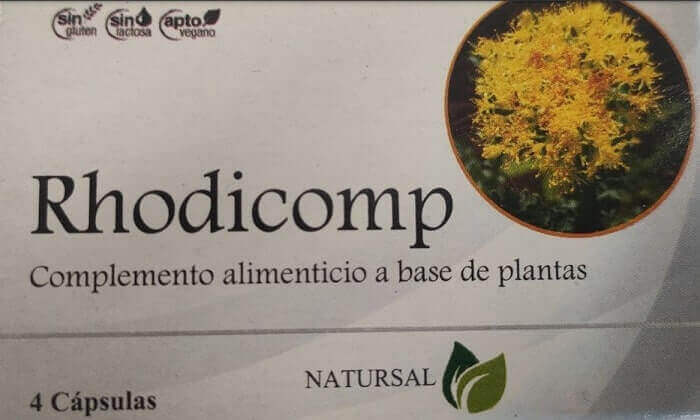 sin gluten
sin lactosa
apto vegano
Rhodicomp
Complemento alimenticio a base de plantas
NATURSAL
4 Cápsulas